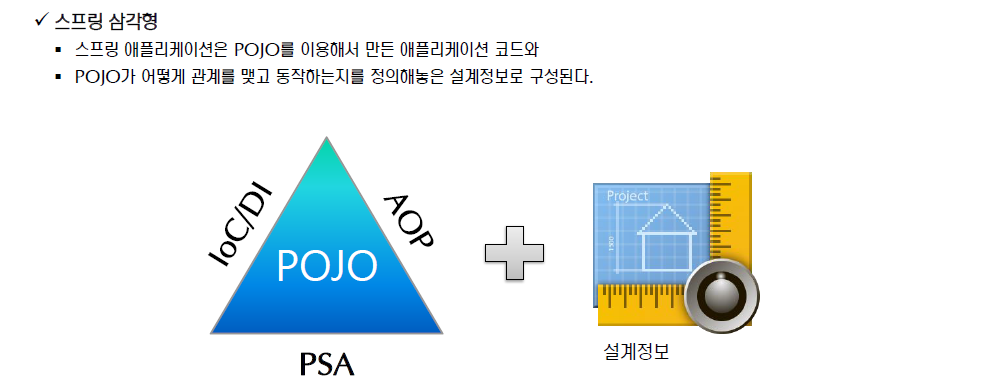 ✓ 스프링 삼각형
▪ 스프링 애플리케이션은 POJO를 이용해서 만든 애플리케이션 코드와
▪ POJO가 어떻게 관계를 맺고 동작하는지를 정의해놓은 설계정보로 구성된다.
IoC/DI
AOP
POJO
PSA
Project
설계정보